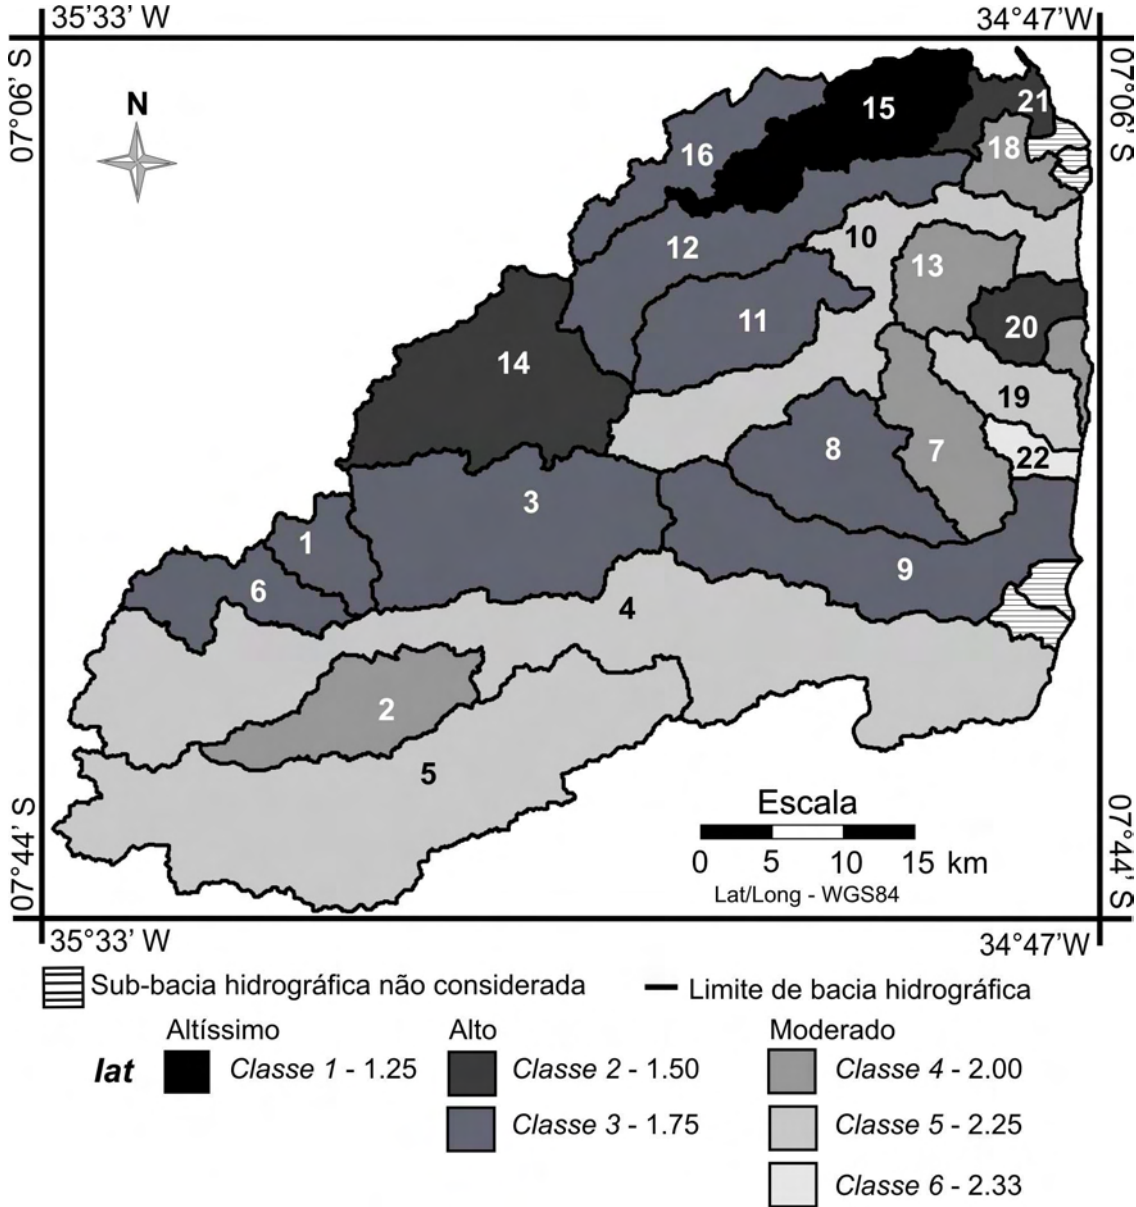 35'33' W
34°47'W
07°06' S
07°06' S
N
15
21
18
16
12
10
13
11
20
14
19
8
7
22
3
1
9
6
4
2
5
Escala
0 5 10 15 km
Lat/Long - WGS84
07°44' S
07°44' S
35°33' W
34°47'W
Sub-bacia hidrográfica não considerada
Limite de bacia hidrográfica
Altíssimo Alto Moderado
Iat Classe 1 - 1.25 Classe 2 - 1.50 Classe 4 - 2.00
Classe 3 - 1.75 Classe 5 - 2.25
Classe 6 - 2.33